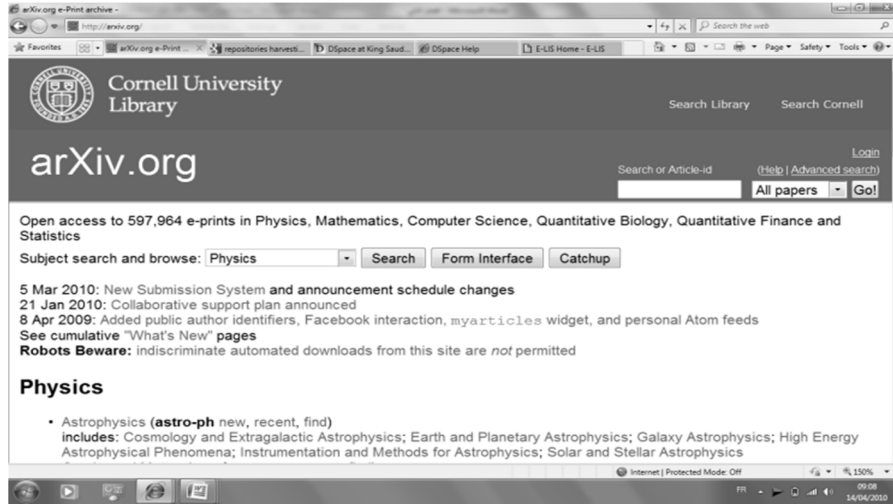 arXiv.org e-Print archive -
http://arxiv.org/
Search the web
Favorites
arXiv.org e-Print ...
repositories harvesti...
DSpace at King Saud...
DSpace Help
E-LIS Home - E-LIS
Page
Safety
Tools
Cornell University
Library
Search Library
Search Cornell
arXiv.org
Login
Search or Article-id
(Help | Advanced search)
All papers
Go!
Open access to 597,964 e-prints in Physics, Mathematics, Computer Science, Quantitative Biology, Quantitative Finance and
Statistics
Subject search and browse: Physics
Search
Form Interface
Catchup
5 Mar 2010: New Submission System and announcement schedule changes
21 Jan 2010: Collaborative support plan announced
8 Apr 2009: Added public author identifiers, Facebook interaction, myarticles widget, and personal Atom feeds
See cumulative "What's New" pages
Robots Beware: indiscriminate automated downloads from this site are not permitted
Physics
• Astrophysics (astro-ph new, recent, find)
includes: Cosmology and Extragalactic Astrophysics; Earth and Planetary Astrophysics; Galaxy Astrophysics; High Energy
Astrophysical Phenomena; Instrumentation and Methods for Astrophysics; Solar and Stellar Astrophysics
Internet | Protected Mode: Off
150%
FR
09:08
14/04/2010